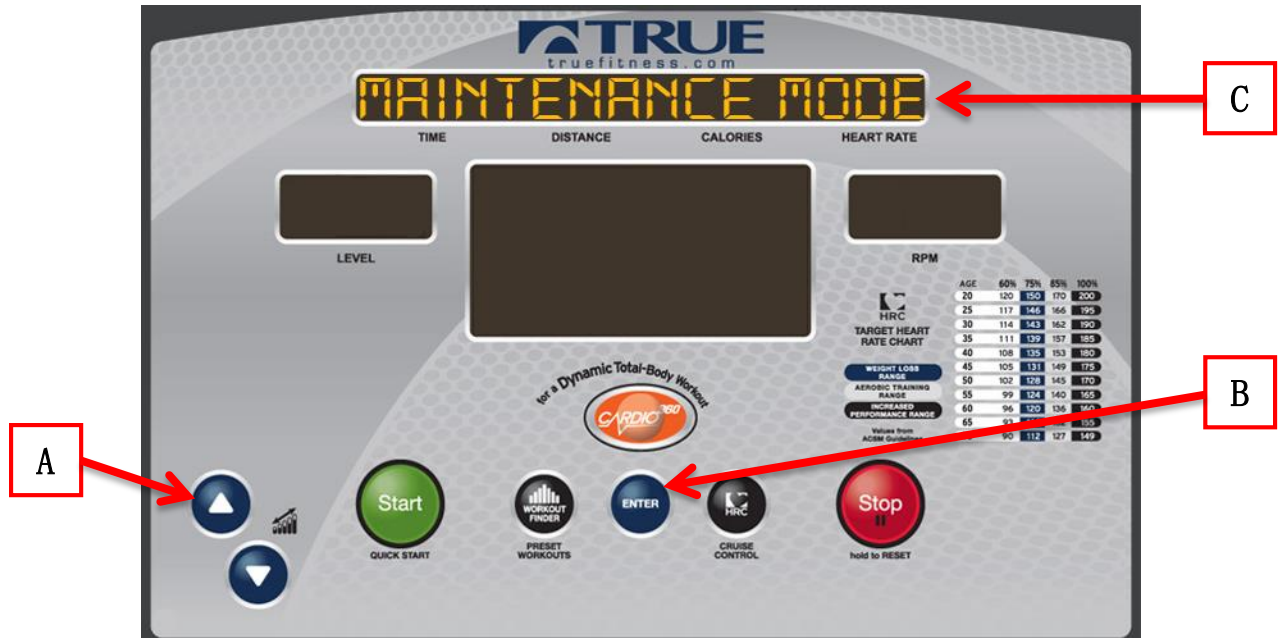 TRUE
truefitness.com
MAINTENANCE MODE
C
TIME DISTANCE CALORIES HEART RATE
LEVEL
RPM
HRC
TARGET HEART
RATE CHART
WEIGHT LOSS
RANGE
AEROBIC TRAINING
RANGE
INCREASED
PERFORMANCE RANGE
Values from
ACSM Guidelines
AGE 60% 75% 85% 100%
20 120 150 170 200
25 117 146 166 195
30 114 143 162 190
35 111 139 157 185
40 108 135 153 180
45 105 131 149 175
50 102 128 145 170
55 99 124 140 165
60 96 120 136 160
65 93 155
90 112 127 149
for a Dynamic Total-Body Workout
CARDIO 360
B
A
Start
QUICK START
WORKOUT
FINDER
PRESET
WORKOUTS
ENTER
HRC
CRUISE
CONTROL
Stop
hold to RESET